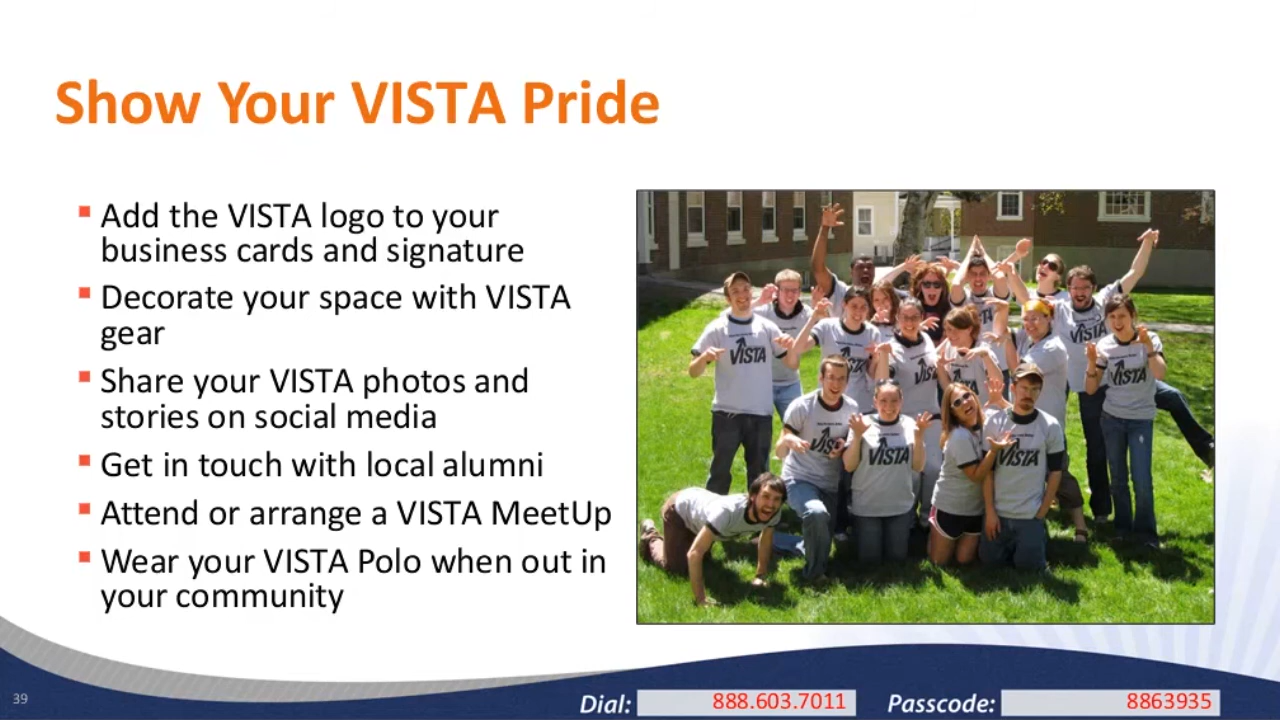 Show Your VISTA Pride
Add the VISTA logo to your
business cards and signature
Decorate your space with VISTA
gear
Share your VISTA photos and
stories on social media
Get in touch with local alumni
Attend or arrange a VISTA MeetUp
Wear your VISTA Polo when out in
your community
VISTA
VISTA
VISTA
VISTA
VISTA
39
Dial: 888.603.7011 Passcode: 8863935